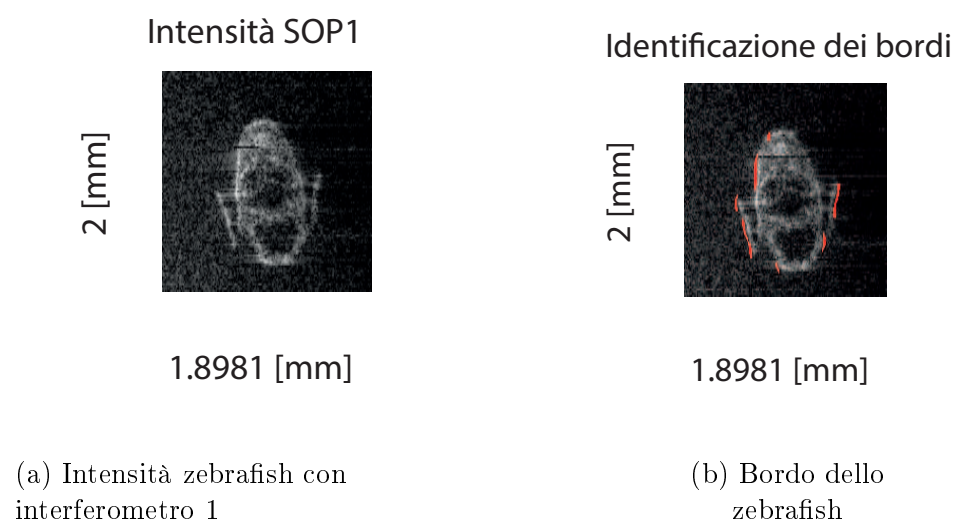 Intensità SOP1
2 [mm]
1.8981 [mm]
(a) Intensità zebrafish con
interferometro 1
Identificazione dei bordi
2 [mm]
1.8981 [mm]
(b) Bordo dello
zebrafish